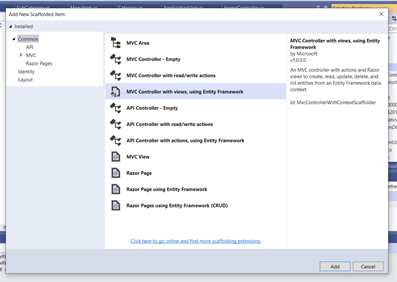 Add New Scaffolded Item
Installed
Common
API
MVC
Razor Pages
Identity
Layout
MVC Area
MVC Controller - Empty
MVC Controller with read/write actions
MVC Controller with views, using Entity Framework
API Controller - Empty
API Controller with read/write actions
API Controller with actions, using Entity Framework
MVC View
Razor Page
Razor Page using Entity Framework
Razor Pages using Entity Framework (CRUD)
MVC Controller with views, using Entity
Framework
by Microsoft
v1.0.0.0
An MVC controller with actions and Razor
views to create, read, update, delete, and
list entities from an Entity Framework data
context.
Id: MvcControllerWithContextScaffolder
Click here to go online and find more scaffolding extensions.
Add
Cancel